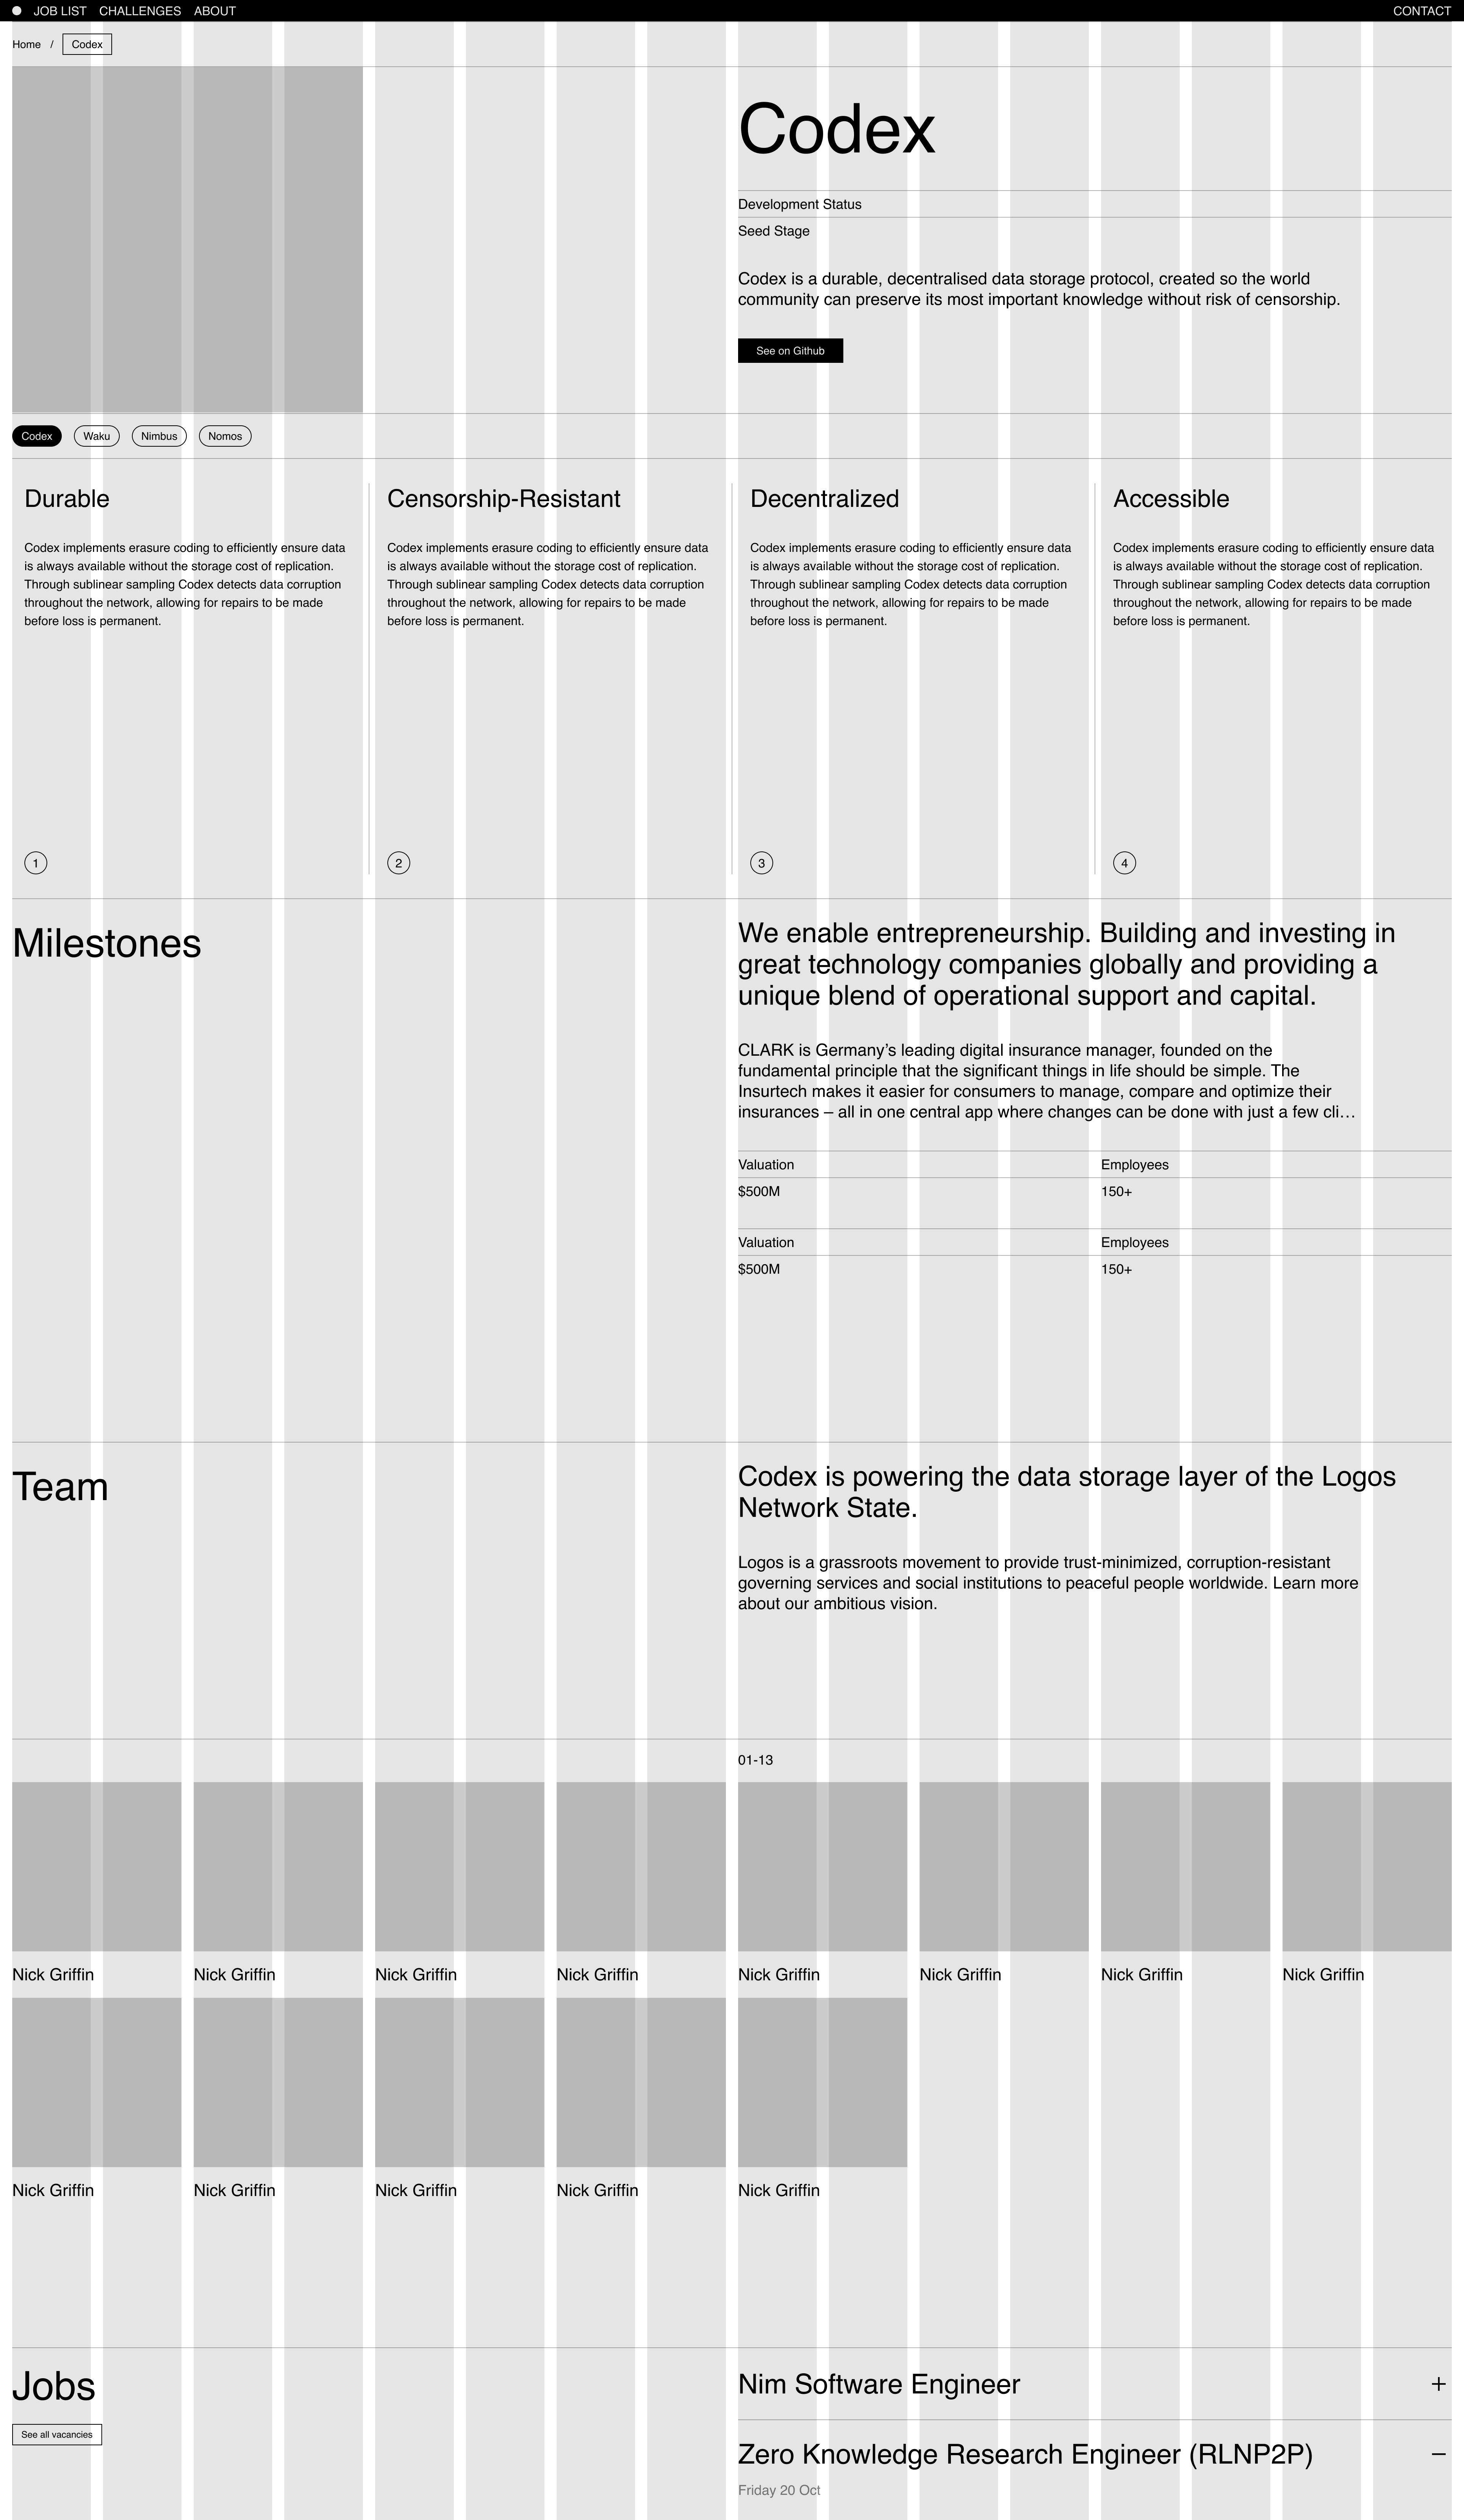 JOB LIST CHALLENGES ABOUT CONTACT
Home / Codex
Codex
Development Status
Seed Stage
Codex is a durable, decentralised data storage protocol, created so the world
community can preserve its most important knowledge without risk of censorship.
See on Github
Codex Waku Nimbus Nomos
Durable
Codex implements erasure coding to efficiently ensure data
is always available without the storage cost of replication.
Through sublinear sampling Codex detects data corruption
throughout the network, allowing for repairs to be made
before loss is permanent.
1
Censorship-Resistant
Codex implements erasure coding to efficiently ensure data
is always available without the storage cost of replication.
Through sublinear sampling Codex detects data corruption
throughout the network, allowing for repairs to be made
before loss is permanent.
2
Decentralized
Codex implements erasure coding to efficiently ensure data
is always available without the storage cost of replication.
Through sublinear sampling Codex detects data corruption
throughout the network, allowing for repairs to be made
before loss is permanent.
3
Accessible
Codex implements erasure coding to efficiently ensure data
is always available without the storage cost of replication.
Through sublinear sampling Codex detects data corruption
throughout the network, allowing for repairs to be made
before loss is permanent.
4
Milestones
We enable entrepreneurship. Building and investing in
great technology companies globally and providing a
unique blend of operational support and capital.
CLARK is Germany’s leading digital insurance manager, founded on the
fundamental principle that the significant things in life should be simple. The
Insurtech makes it easier for consumers to manage, compare and optimize their
insurances – all in one central app where changes can be done with just a few cli…
Valuation Employees
$500M 150+
Valuation Employees
$500M 150+
Team
Codex is powering the data storage layer of the Logos
Network State.
Logos is a grassroots movement to provide trust-minimized, corruption-resistant
governing services and social institutions to peaceful people worldwide. Learn more
about our ambitious vision.
01-13
Nick Griffin Nick Griffin Nick Griffin Nick Griffin Nick Griffin Nick Griffin Nick Griffin Nick Griffin
Nick Griffin Nick Griffin Nick Griffin Nick Griffin Nick Griffin
Jobs
See all vacancies
Nim Software Engineer +
Zero Knowledge Research Engineer (RLNP2P) –
Friday 20 Oct